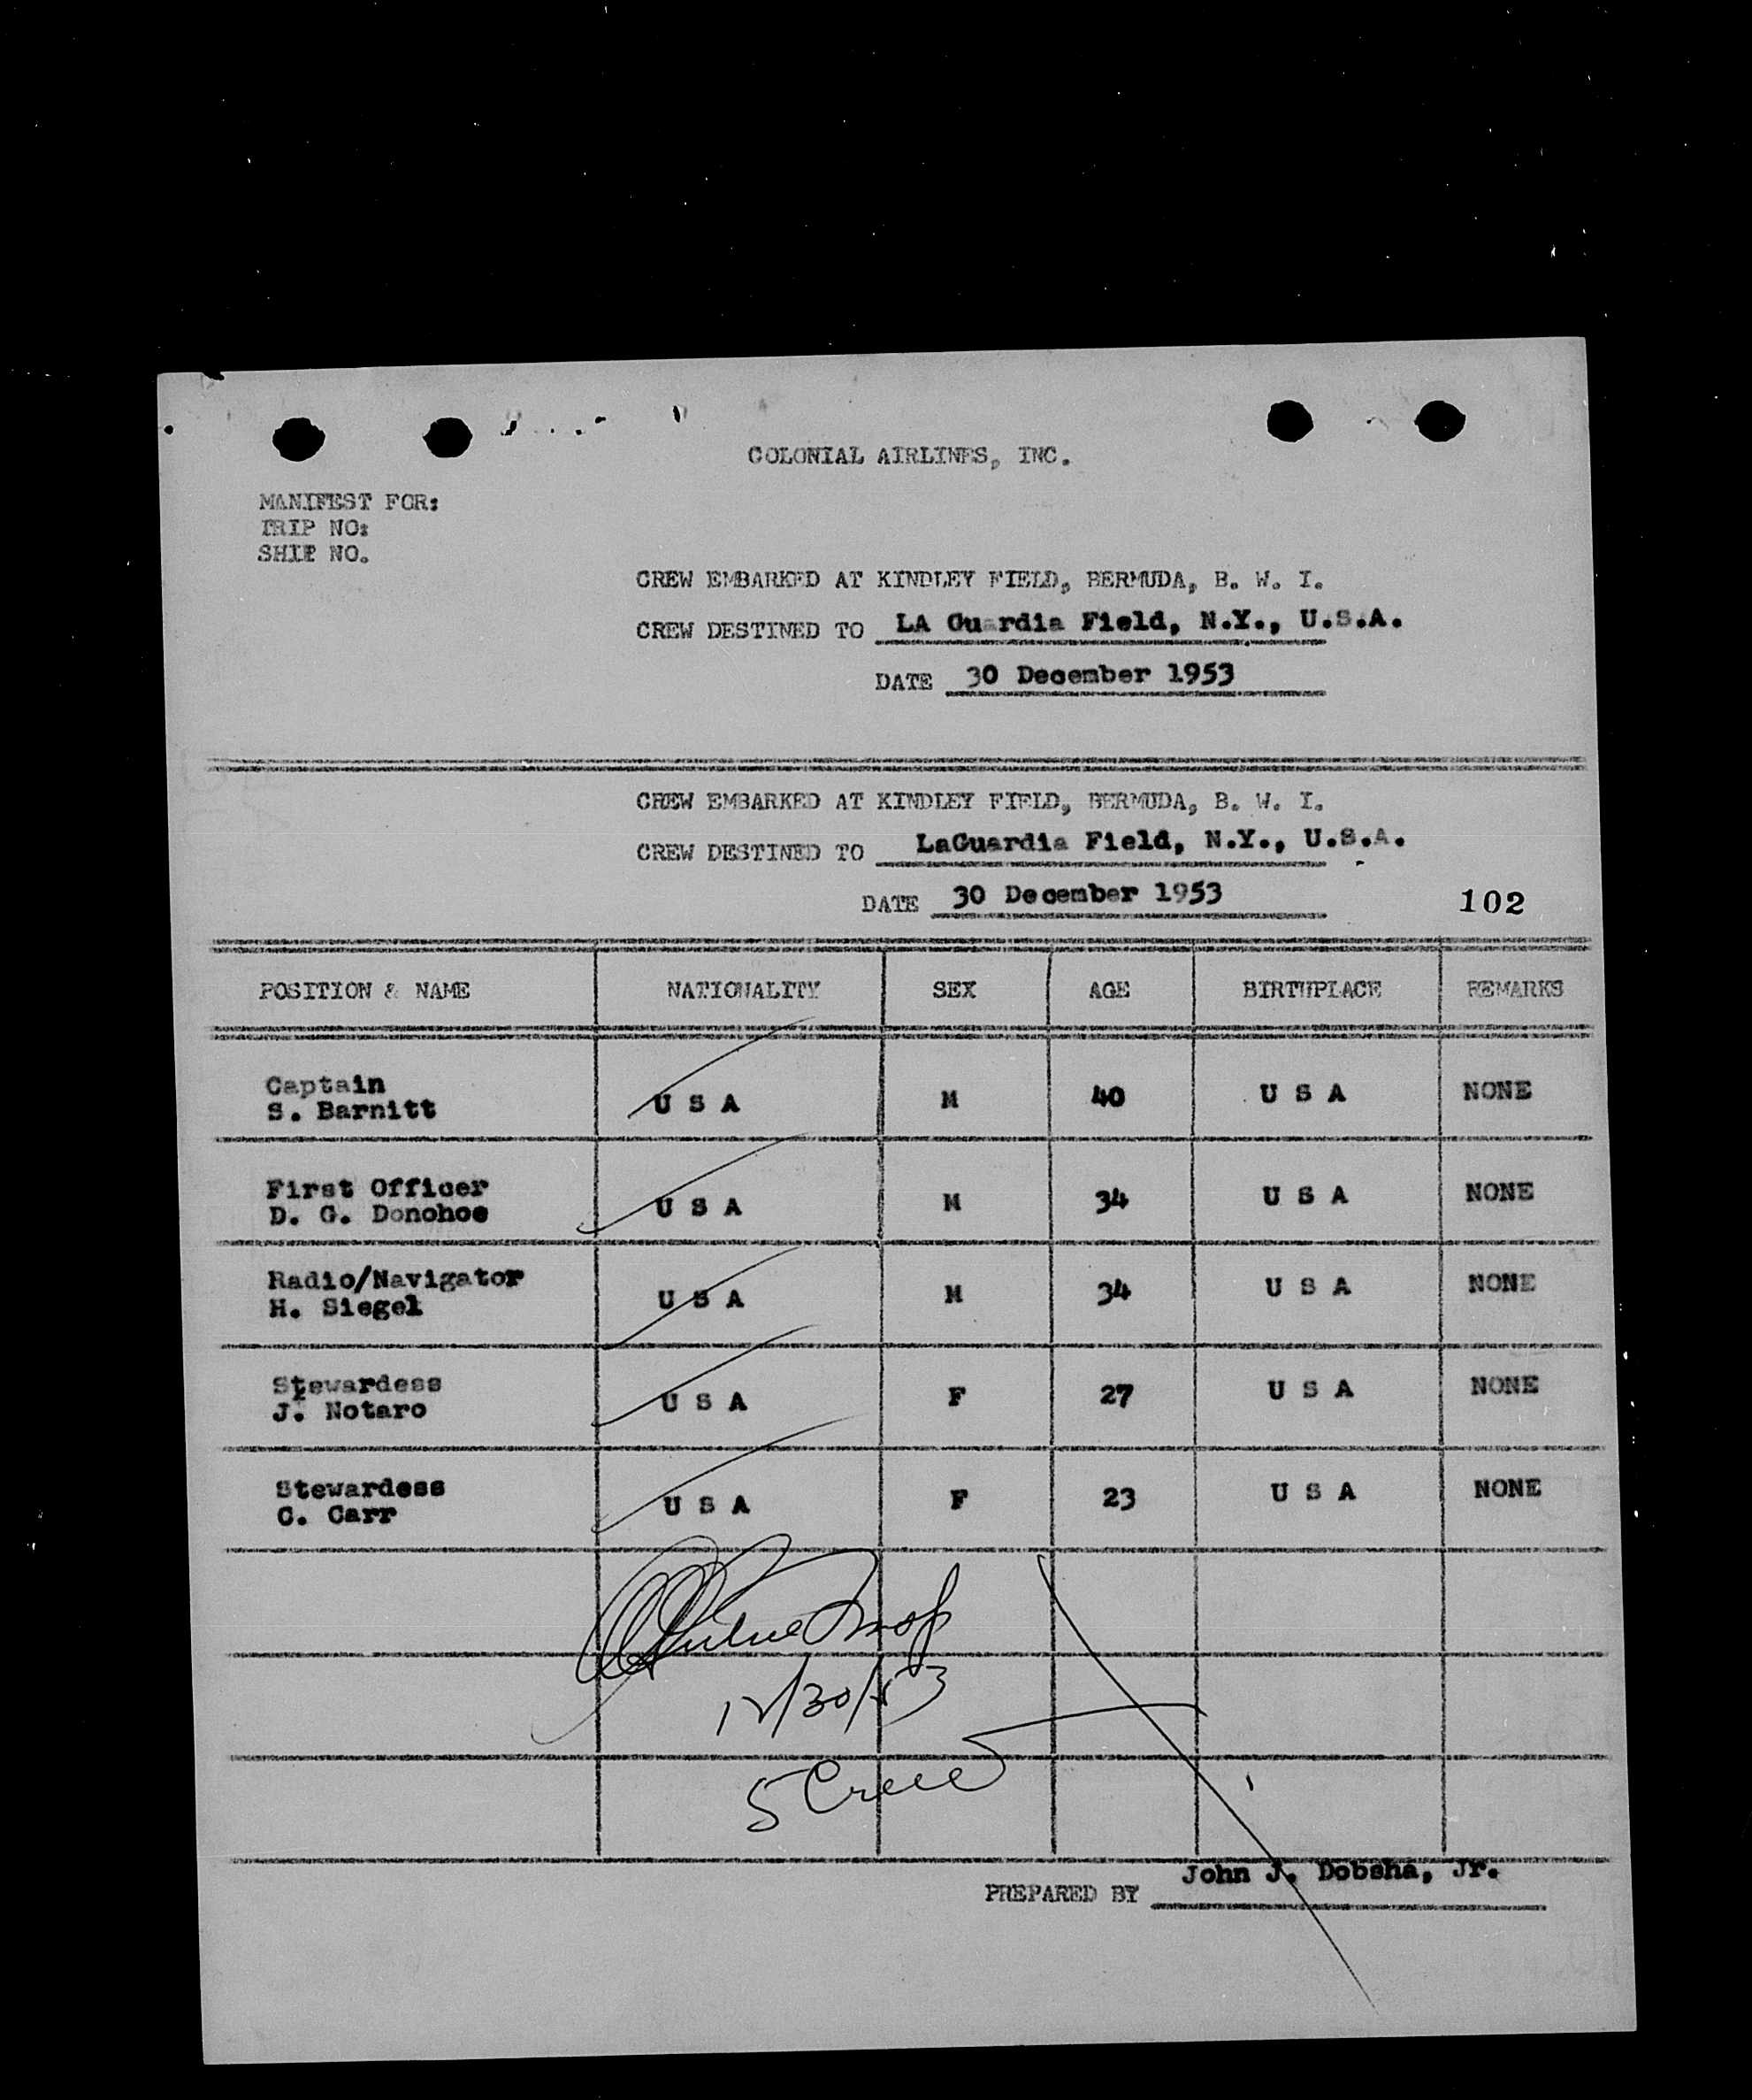 COLONIAL AIRLINES, INC.
MANIFEST FOR:
TRIP NO:
SHIP NO.
CREW EMBARKED AT KINDLEY FIELD, BERMUDA, B. W. I.
CREW DESTINED TO LA Guardia Field, N.Y., U.S.A.
DATE 30 December 1953
CREW EMBARKED AT KINDLEY FIELD, BERMUDA, B. W. I.
CREW DESTINED TO LaGuardia Field, N.Y., U.S.A.
DATE 30 December 1953 102
POSITION & NAME NATIONALITY SEX AGE BIRTHPLACE REMARKS
Captain
S. Barnitt U S A M 40 U S A NONE
First Officer
D. G. Donohoe U S A M 34 U S A NONE
Radio/Navigator
H. Siegel U S A M 34 U S A NONE
Stewardess
J. Notaro U S A F 27 U S A NONE
Stewardess
C. Carr U S A F 23 U S A NONE
12/30/53
5 Crew
PREPARED BY John J. Dobsha, Jr.